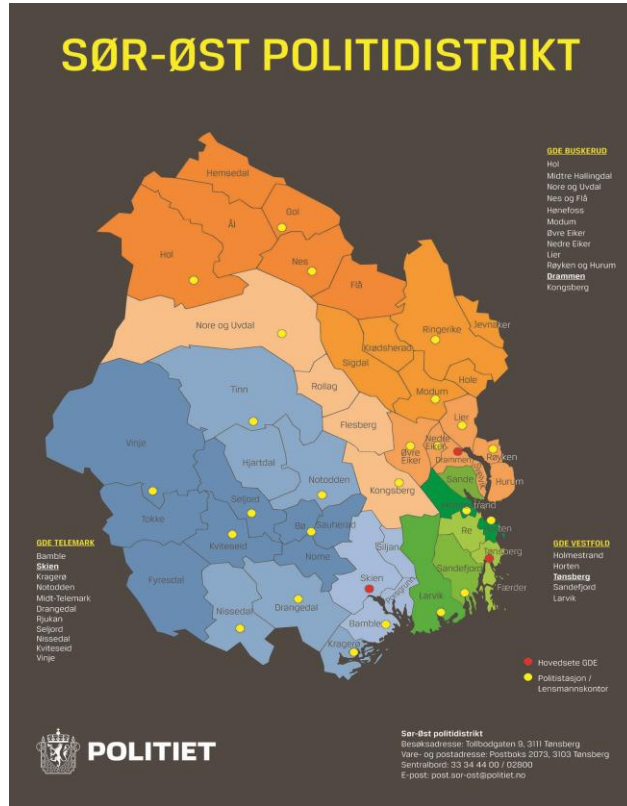 SØR-ØST POLITIDISTRIKT
GDE BUSKERUD
Hol
Midtre Hallingdal
Nore og Uvdal
Nes og Flå
Hønefoss
Modum
Øvre Eiker
Nedre Eiker
Lier
Røyken og Hurum
Drammen
Kongsberg
Hemsedal
Gol
Ål
Hol
Nes
Flå
Nore og Uvdal
Ringerike
Jevnaker
Krødsherad
Sigdal
Hole
Tinn
Rollag
Modum
Flesberg
Lier
Vinje
Øvre
Eiker
Nedre
Eiker
Drammen
Røyken
Hjartdal
Notodden
Kongsberg
Sande
Svelvik
Hurum
Seljord
trand
Tokke
Bø
Sauherad
Re
ten
Kviteseid
Nome
Siljan
Tønsberg
Fyresdal
Skien
Sandefjord
Porsgrunn
Larvik
Færder
Nissedal
Drangedal
Bamble
Kragerø
GDE TELEMARK
Bamble
Skien
Kragerø
Notodden
Midt-Telemark
Drangedal
Rjukan
Seljord
Nissedal
Kviteseid
Vinje
GDE VESTFOLD
Holmestrand
Horten
Tønsberg
Sandefjord
Larvik
Hovedsete GDE
Politistasjon /
Lensmannskontor
POLITIET
Sør-Øst politidistrikt
Besøksadresse: Tollbodgaten 9, 3111 Tønsberg
Vare- og postadresse: Postboks 2073, 3103 Tønsberg
Sentralbord: 33 34 44 00 / 02800
E-post: post.sor-ost@politiet.no